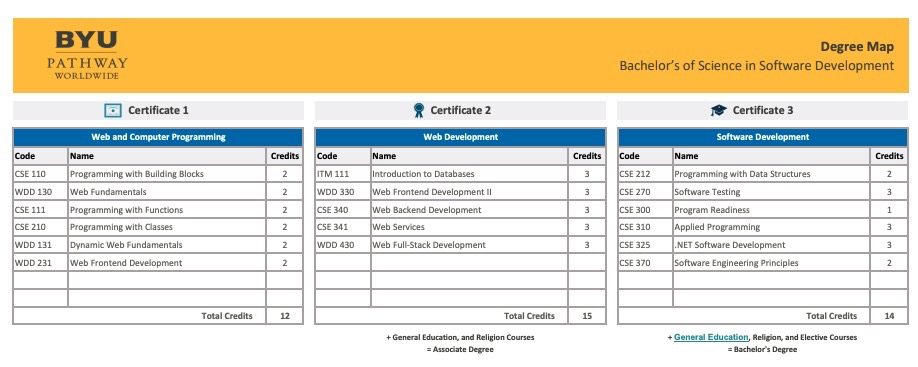 BYU
PATHWAY
WORLDWIDE
Degree Map
Bachelor's of Science in Software Development
Certificate 1
Web and Computer Programming
Code Name Credits
CSE 110 Programming with Building Blocks 2
WDD 130 Web Fundamentals 2
CSE 111 Programming with Functions 2
CSE 210 Programming with Classes 2
WDD 131 Dynamic Web Fundamentals 2
WDD 231 Web Frontend Development 2
Total Credits 12
Certificate 2
Web Development
Code Name Credits
ITM 111 Introduction to Databases 3
WDD 330 Web Frontend Development II 3
CSE 340 Web Backend Development 3
CSE 341 Web Services 3
WDD 430 Web Full-Stack Development 3
Total Credits 15
+ General Education, and Religion Courses
= Associate Degree
Certificate 3
Software Development
Code Name Credits
CSE 212 Programming with Data Structures 2
CSE 270 Software Testing 3
CSE 300 Program Readiness 1
CSE 310 Applied Programming 3
CSE 325 .NET Software Development 3
CSE 370 Software Engineering Principles 2
Total Credits 14
+ General Education, Religion, and Elective Courses
= Bachelor's Degree